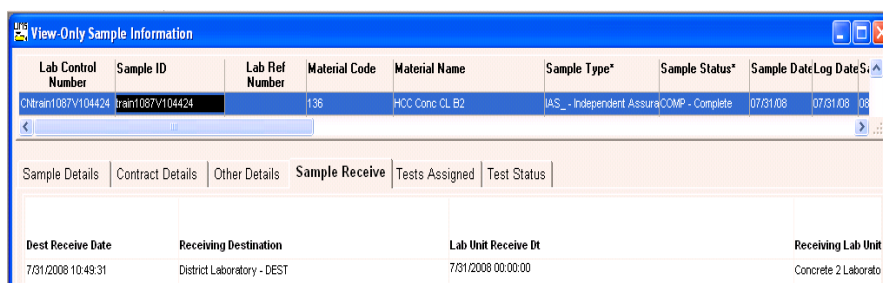 View-Only Sample Information
Lab Control Number Sample ID Lab Ref Number Material Code Material Name Sample Type* Sample Status* Sample Date Log Date Sa
CNtrain1087V104424 train1087V104424 136 HCC Conc CL B2 IAS_ - Independent Assura COMP - Complete 07/31/08 07/31/08 08
Sample Details Contract Details Other Details Sample Receive Tests Assigned Test Status
Dest Receive Date Receiving Destination Lab Unit Receive Dt Receiving Lab Unit
7/31/2008 10:49:31 District Laboratory - DEST 7/31/2008 00:00:00 Concrete 2 Laborato